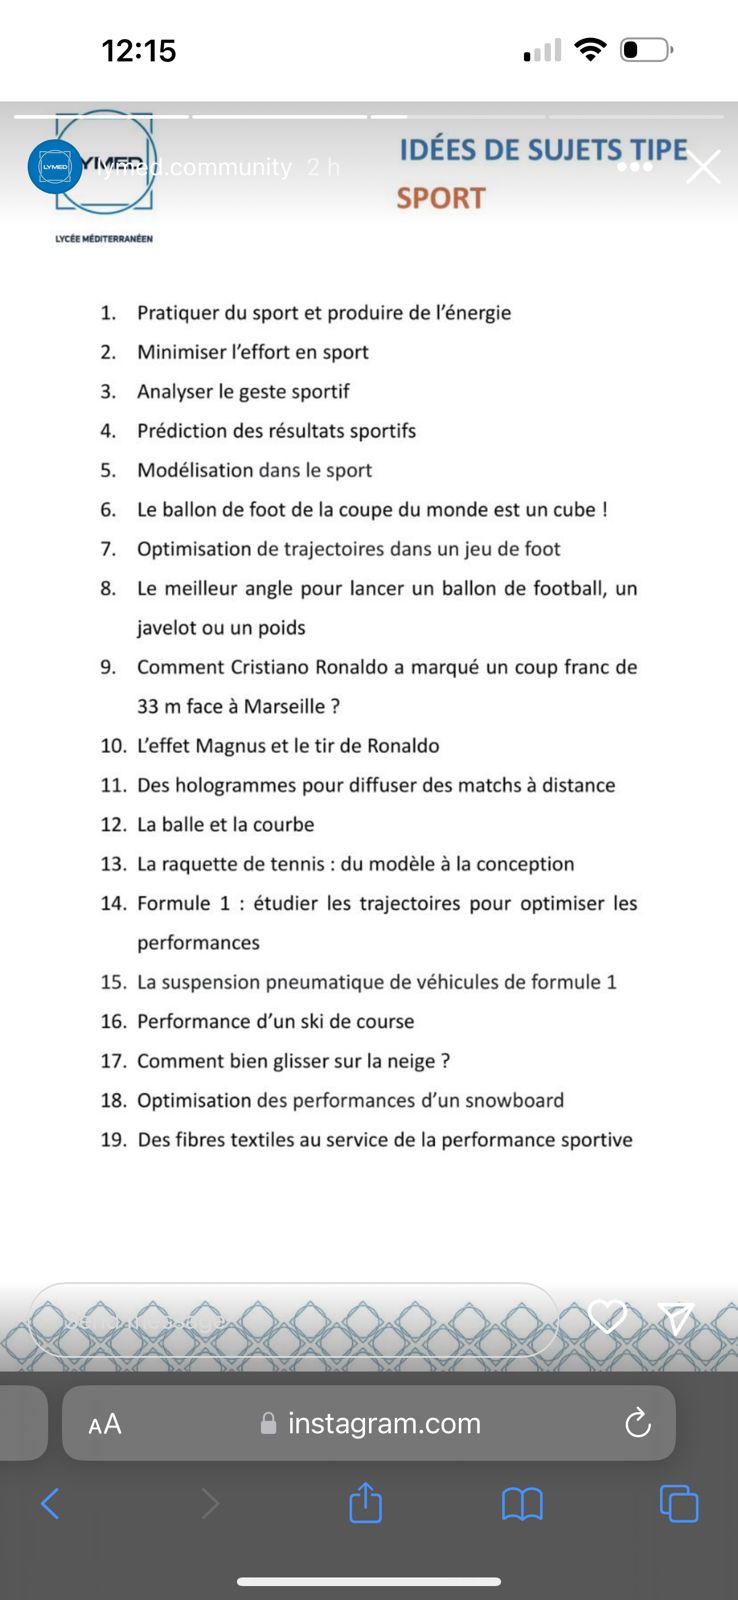 12:15
LYMED
LYMED
lymed.community 2 h
IDÉES DE SUJETS TIPE
SPORT
LYCÉE MÉDITERRANÉEN
1. Pratiquer du sport et produire de l’énergie
2. Minimiser l’effort en sport
3. Analyser le geste sportif
4. Prédiction des résultats sportifs
5. Modélisation dans le sport
6. Le ballon de foot de la coupe du monde est un cube !
7. Optimisation de trajectoires dans un jeu de foot
8. Le meilleur angle pour lancer un ballon de football, un
javelot ou un poids
9. Comment Cristiano Ronaldo a marqué un coup franc de
33 m face à Marseille ?
10. L’effet Magnus et le tir de Ronaldo
11. Des hologrammes pour diffuser des matchs à distance
12. La balle et la courbe
13. La raquette de tennis : du modèle à la conception
14. Formule 1 : étudier les trajectoires pour optimiser les
performances
15. La suspension pneumatique de véhicules de formule 1
16. Performance d’un ski de course
17. Comment bien glisser sur la neige ?
18. Optimisation des performances d’un snowboard
19. Des fibres textiles au service de la performance sportive
Send message
AA
instagram.com